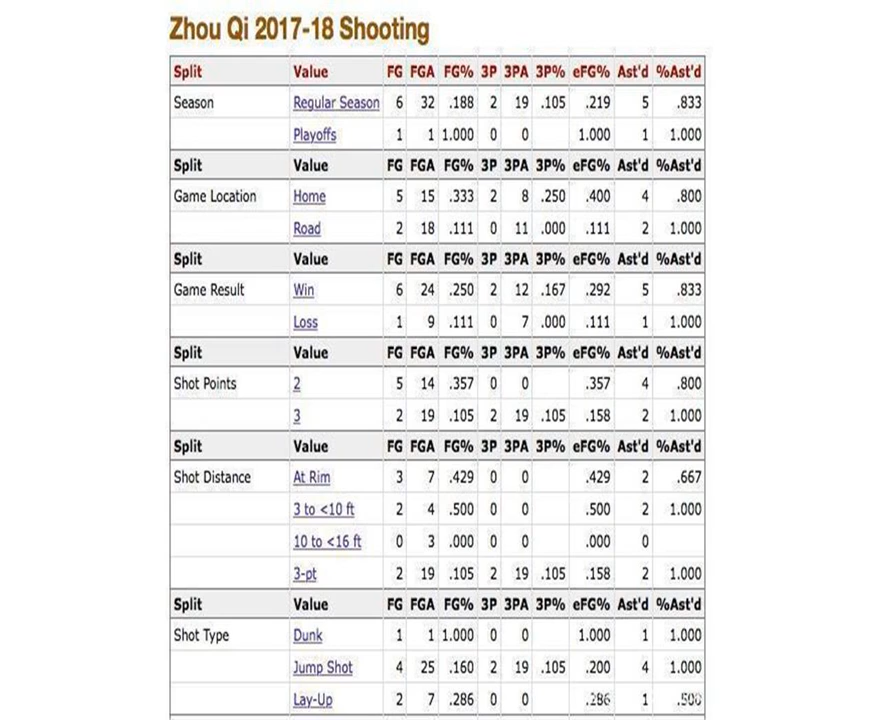 Zhou Qi 2017-18 Shooting
Split Value FG FGA FG% 3P 3PA 3P% eFG% Ast'd %Ast'd
Season Regular Season 6 32 .188 2 19 .105 .219 5 .833
Playoffs 1 1 1.000 0 0 1.000 1 1.000
Split Value FG FGA FG% 3P 3PA 3P% eFG% Ast'd %Ast'd
Game Location Home 5 15 .333 2 8 .250 .400 4 .800
Road 2 18 .111 0 11 .000 .111 2 1.000
Split Value FG FGA FG% 3P 3PA 3P% eFG% Ast'd %Ast'd
Game Result Win 6 24 .250 2 12 .167 .292 5 .833
Loss 1 9 .111 0 7 .000 .111 1 1.000
Split Value FG FGA FG% 3P 3PA 3P% eFG% Ast'd %Ast'd
Shot Points 2 5 14 .357 0 0 .357 4 .800
3 2 19 .105 2 19 .105 .158 2 1.000
Split Value FG FGA FG% 3P 3PA 3P% eFG% Ast'd %Ast'd
Shot Distance At Rim 3 7 .429 0 0 .429 2 .667
3 to <10 ft 2 4 .500 0 0 .500 2 1.000
10 to <16 ft 0 3 .000 0 0 .000 0
3-pt 2 19 .105 2 19 .105 .158 2 1.000
Split Value FG FGA FG% 3P 3PA 3P% eFG% Ast'd %Ast'd
Shot Type Dunk 1 1 1.000 0 0 1.000 1 1.000
Jump Shot 4 25 .160 2 19 .105 .200 4 1.000
Lay-Up 2 7 .286 0 0 .286 1 .500